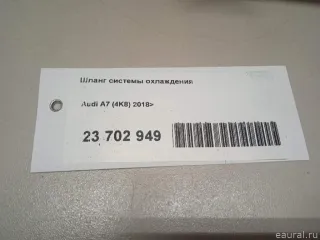 Шланг системы охлаждения
Audi A7 (4K8) 2018>
23 702 949
eaural.ru